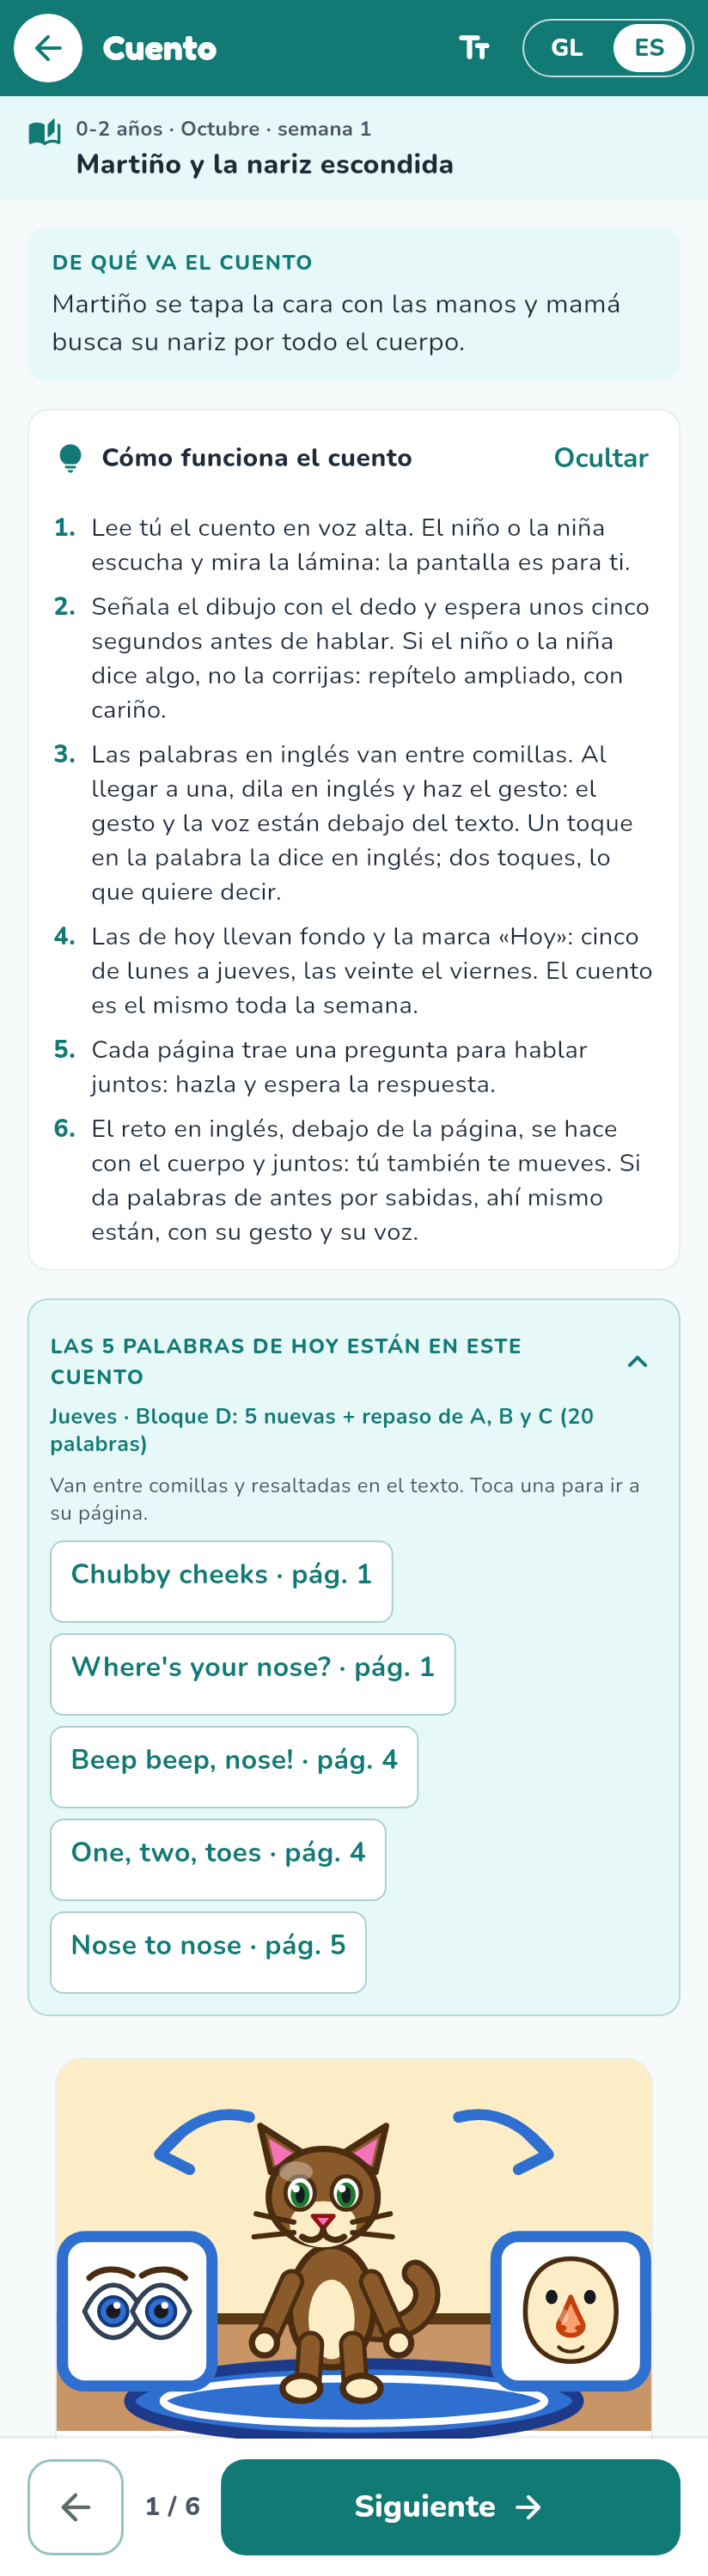 Cuento
GL ES
0-2 años · Octubre · semana 1
Martiño y la nariz escondida
DE QUÉ VA EL CUENTO
Martiño se tapa la cara con las manos y mamá
busca su nariz por todo el cuerpo.
Cómo funciona el cuento Ocultar
1. Lee tú el cuento en voz alta. El niño o la niña
escucha y mira la lámina: la pantalla es para ti.
2. Señala el dibujo con el dedo y espera unos cinco
segundos antes de hablar. Si el niño o la niña
dice algo, no la corrijas: repítelo ampliado, con
cariño.
3. Las palabras en inglés van entre comillas. Al
llegar a una, dila en inglés y haz el gesto: el
gesto y la voz están debajo del texto. Un toque
en la palabra la dice en inglés; dos toques, lo
que quiere decir.
4. Las de hoy llevan fondo y la marca «Hoy»: cinco
de lunes a jueves, las veinte el viernes. El cuento
es el mismo toda la semana.
5. Cada página trae una pregunta para hablar
juntos: hazla y espera la respuesta.
6. El reto en inglés, debajo de la página, se hace
con el cuerpo y juntos: tú también te mueves. Si
da palabras de antes por sabidas, ahí mismo
están, con su gesto y su voz.
LAS 5 PALABRAS DE HOY ESTÁN EN ESTE
CUENTO
Jueves · Bloque D: 5 nuevas + repaso de A, B y C (20
palabras)
Van entre comillas y resaltadas en el texto. Toca una para ir a
su página.
Chubby cheeks · pág. 1
Where's your nose? · pág. 1
Beep beep, nose! · pág. 4
One, two, toes · pág. 4
Nose to nose · pág. 5
1 / 6 Siguiente